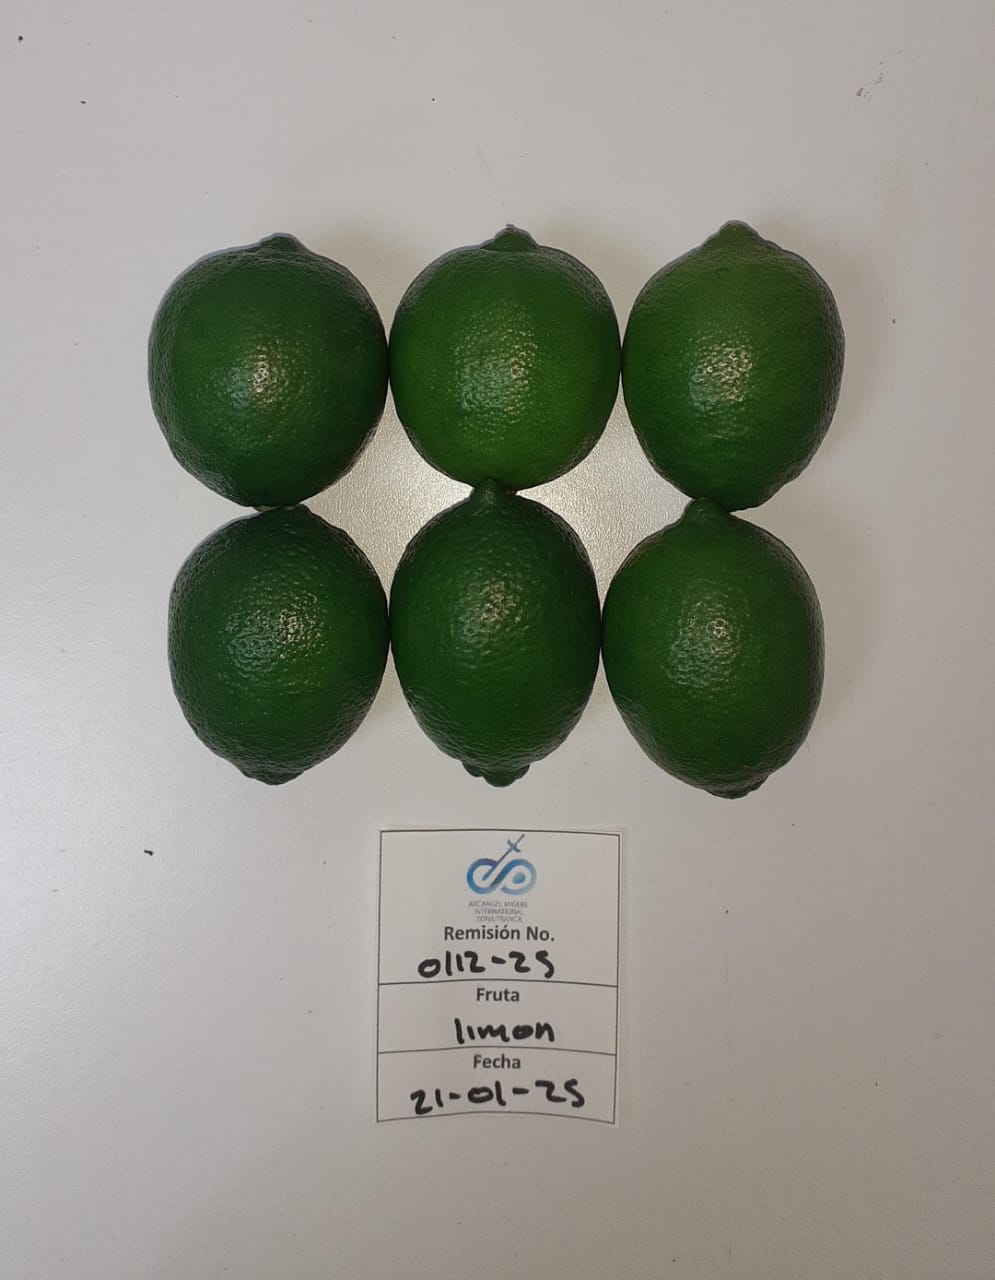 ARCANGEL MIGUEL
INTERNATIONAL
ZONA FRANCA
Remisión No.
0112-25
Fruta
limon
Fecha
21-01-25